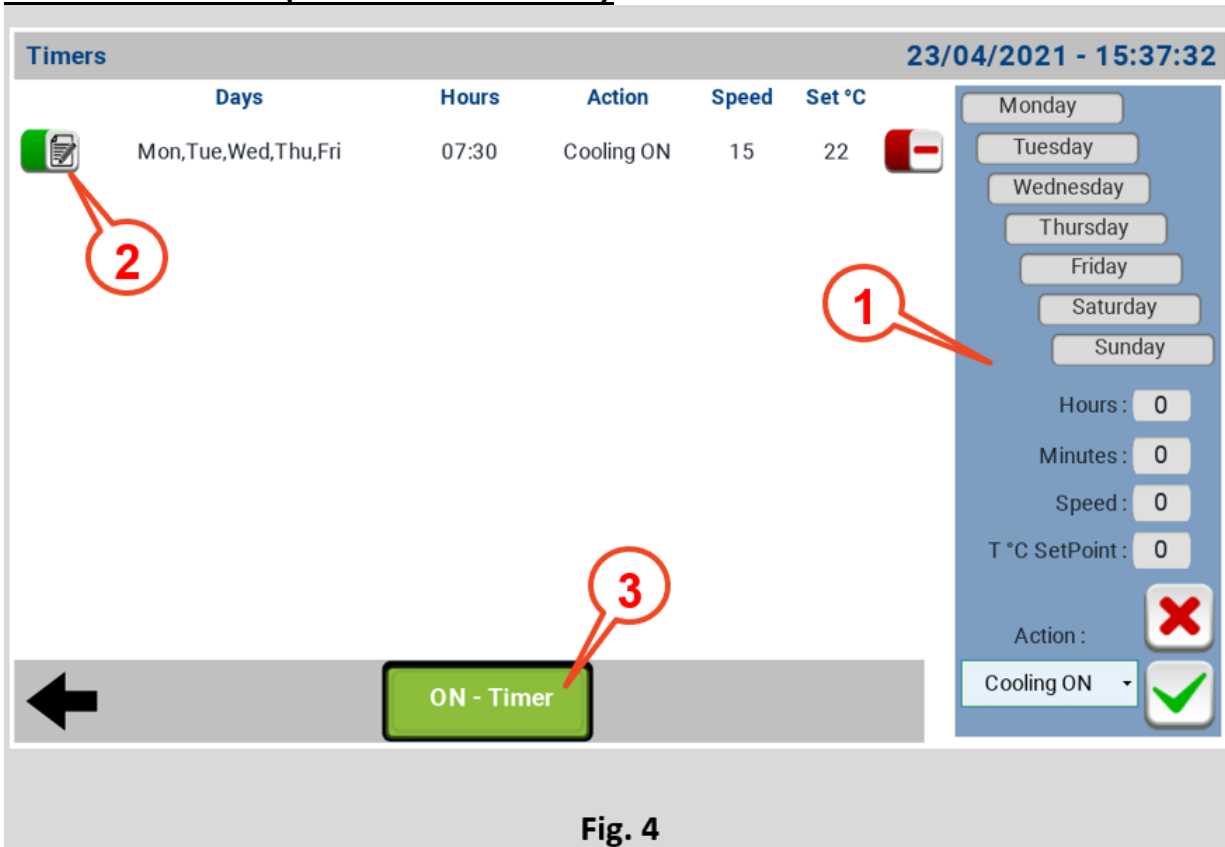 Timers 23/04/2021 - 15:37:32
Days Hours Action Speed Set °C
Mon,Tue,Wed,Thu,Fri 07:30 Cooling ON 15 22
2
1
3
ON - Timer
Monday
Tuesday
Wednesday
Thursday
Friday
Saturday
Sunday
Hours : 0
Minutes : 0
Speed : 0
T °C SetPoint : 0
Action :
Cooling ON
Fig. 4